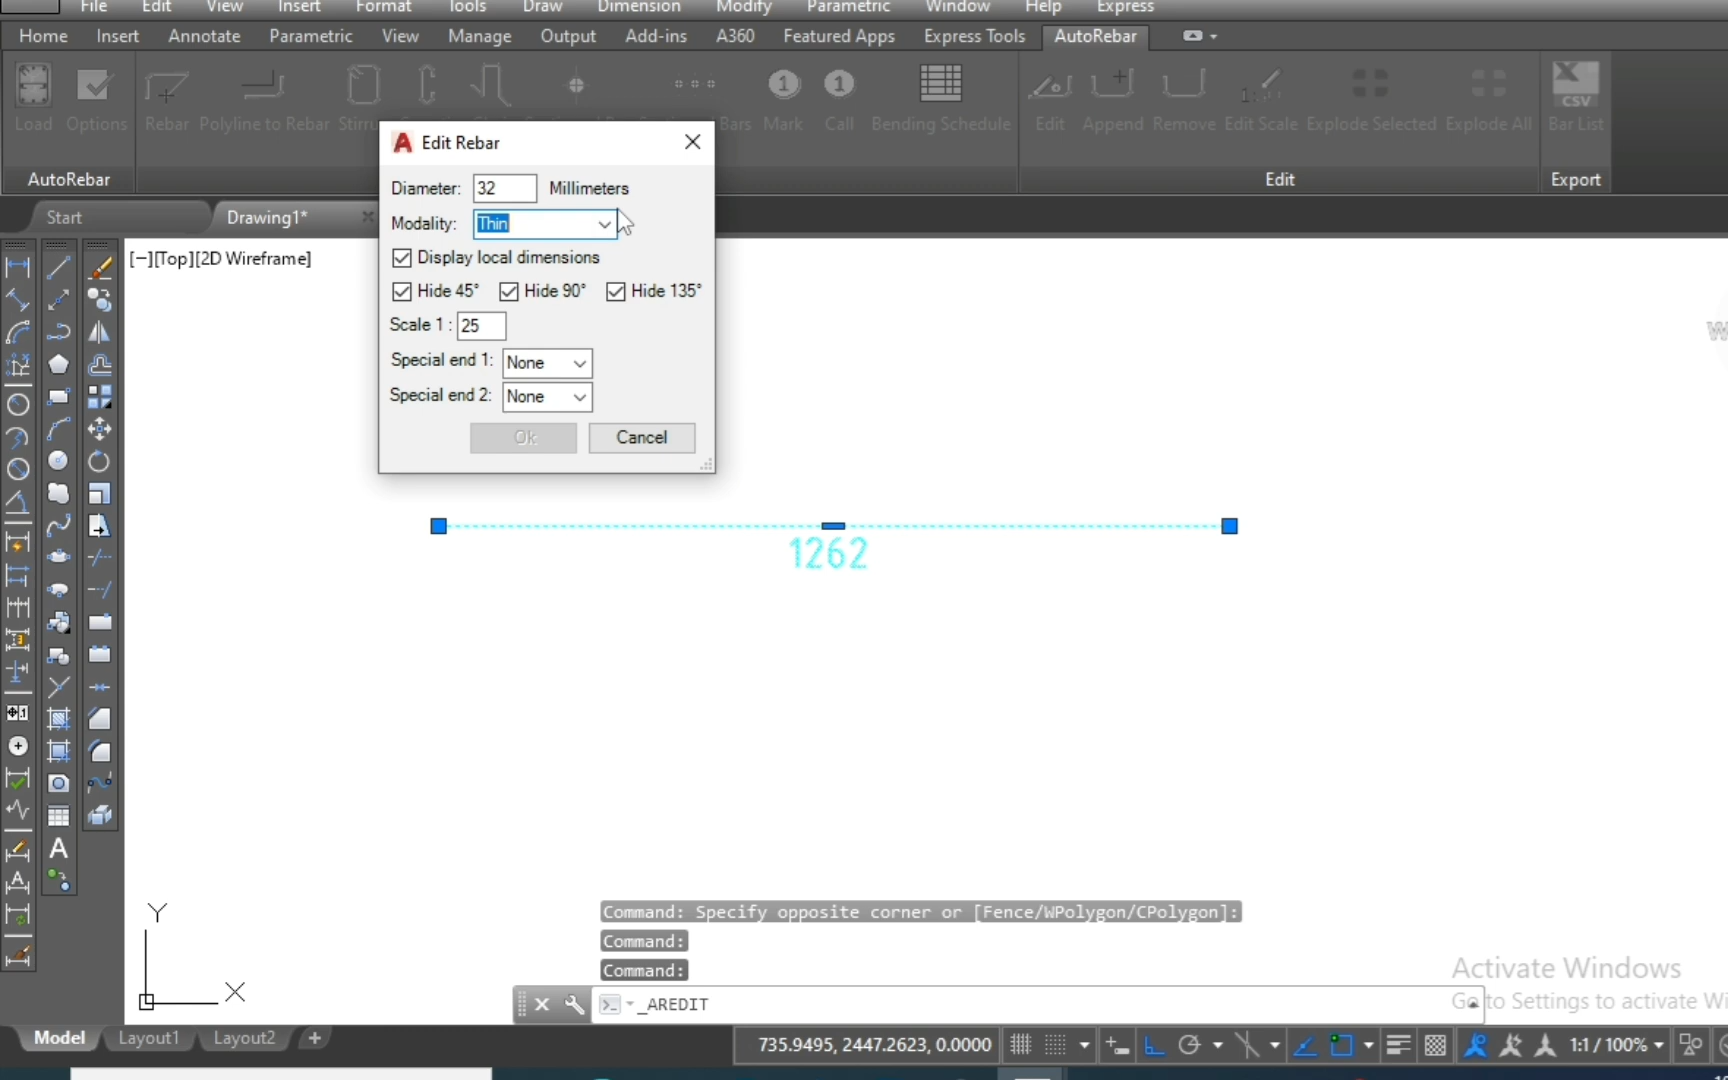 File Edit View Insert Format Tools Draw Dimension Modify Parametric Window Help Express
Home Insert Annotate Parametric View Manage Output Add-ins A360 Featured Apps Express Tools AutoRebar
Load Options Rebar Polyline to Rebar Bars Mark Call Bending Schedule Edit Append Remove Edit Scale Explode Selected Explode All Bar List
AutoRebar Edit Export
Start Drawing1*
[−][Top][2D Wireframe]
Edit Rebar
Diameter: 32 Millimeters
Modality: Thin
Display local dimensions
Hide 45° Hide 90° Hide 135°
Scale 1 : 25
Special end 1: None
Special end 2: None
Ok Cancel
1262
Y
X
Command: Specify opposite corner or [Fence/WPolygon/CPolygon]:
Command:
Command:
_AREDIT
Activate Windows
Go to Settings to activate Wi
Model Layout1 Layout2 +
735.9495, 2447.2623, 0.0000
1:1 / 100%